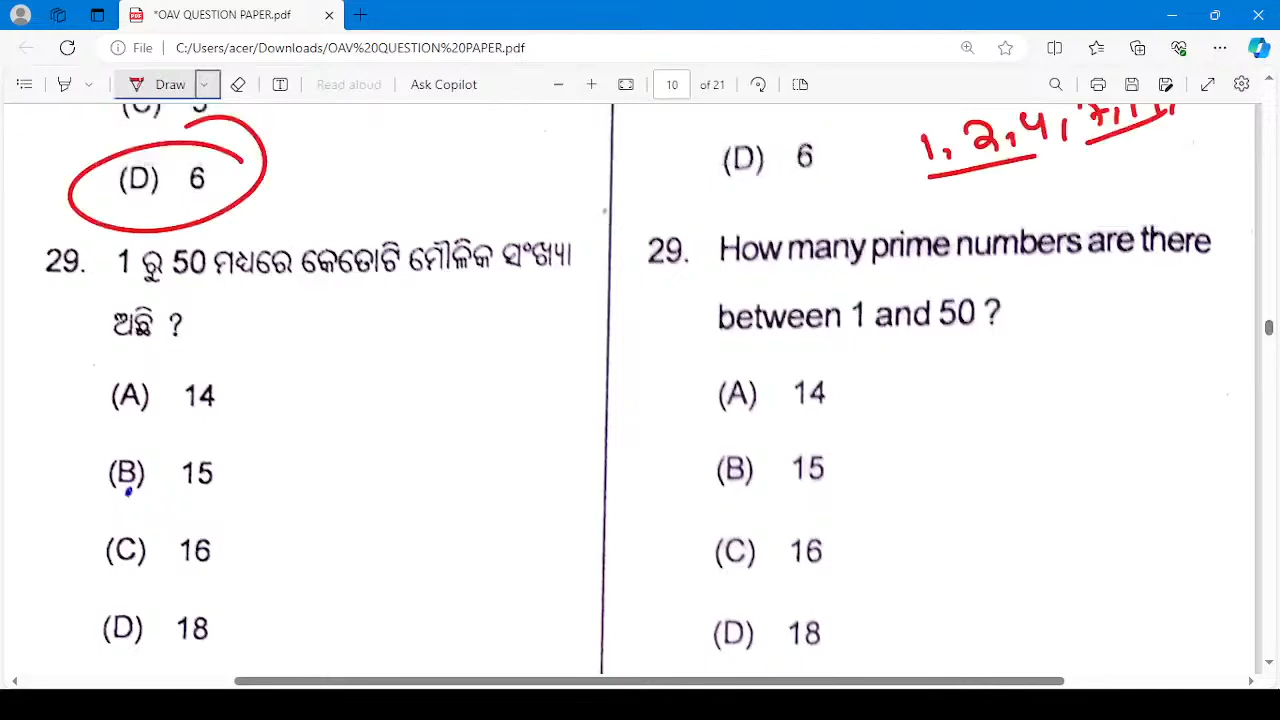 *OAV QUESTION PAPER.pdf
File
C:/Users/acer/Downloads/OAV%20QUESTION%20PAPER.pdf
Draw
Read aloud
Ask Copilot
10
of 21
(D) 6
29. 1 ରୁ 50 ମଧ୍ୟରେ କେତୋଟି ମୌଳିକ ସଂଖ୍ୟା
ଅଛି ?
(A) 14
(B) 15
(C) 16
(D) 18
1, 2, 4, 7, 11,
(D) 6
29. How many prime numbers are there
between 1 and 50 ?
(A) 14
(B) 15
(C) 16
(D) 18